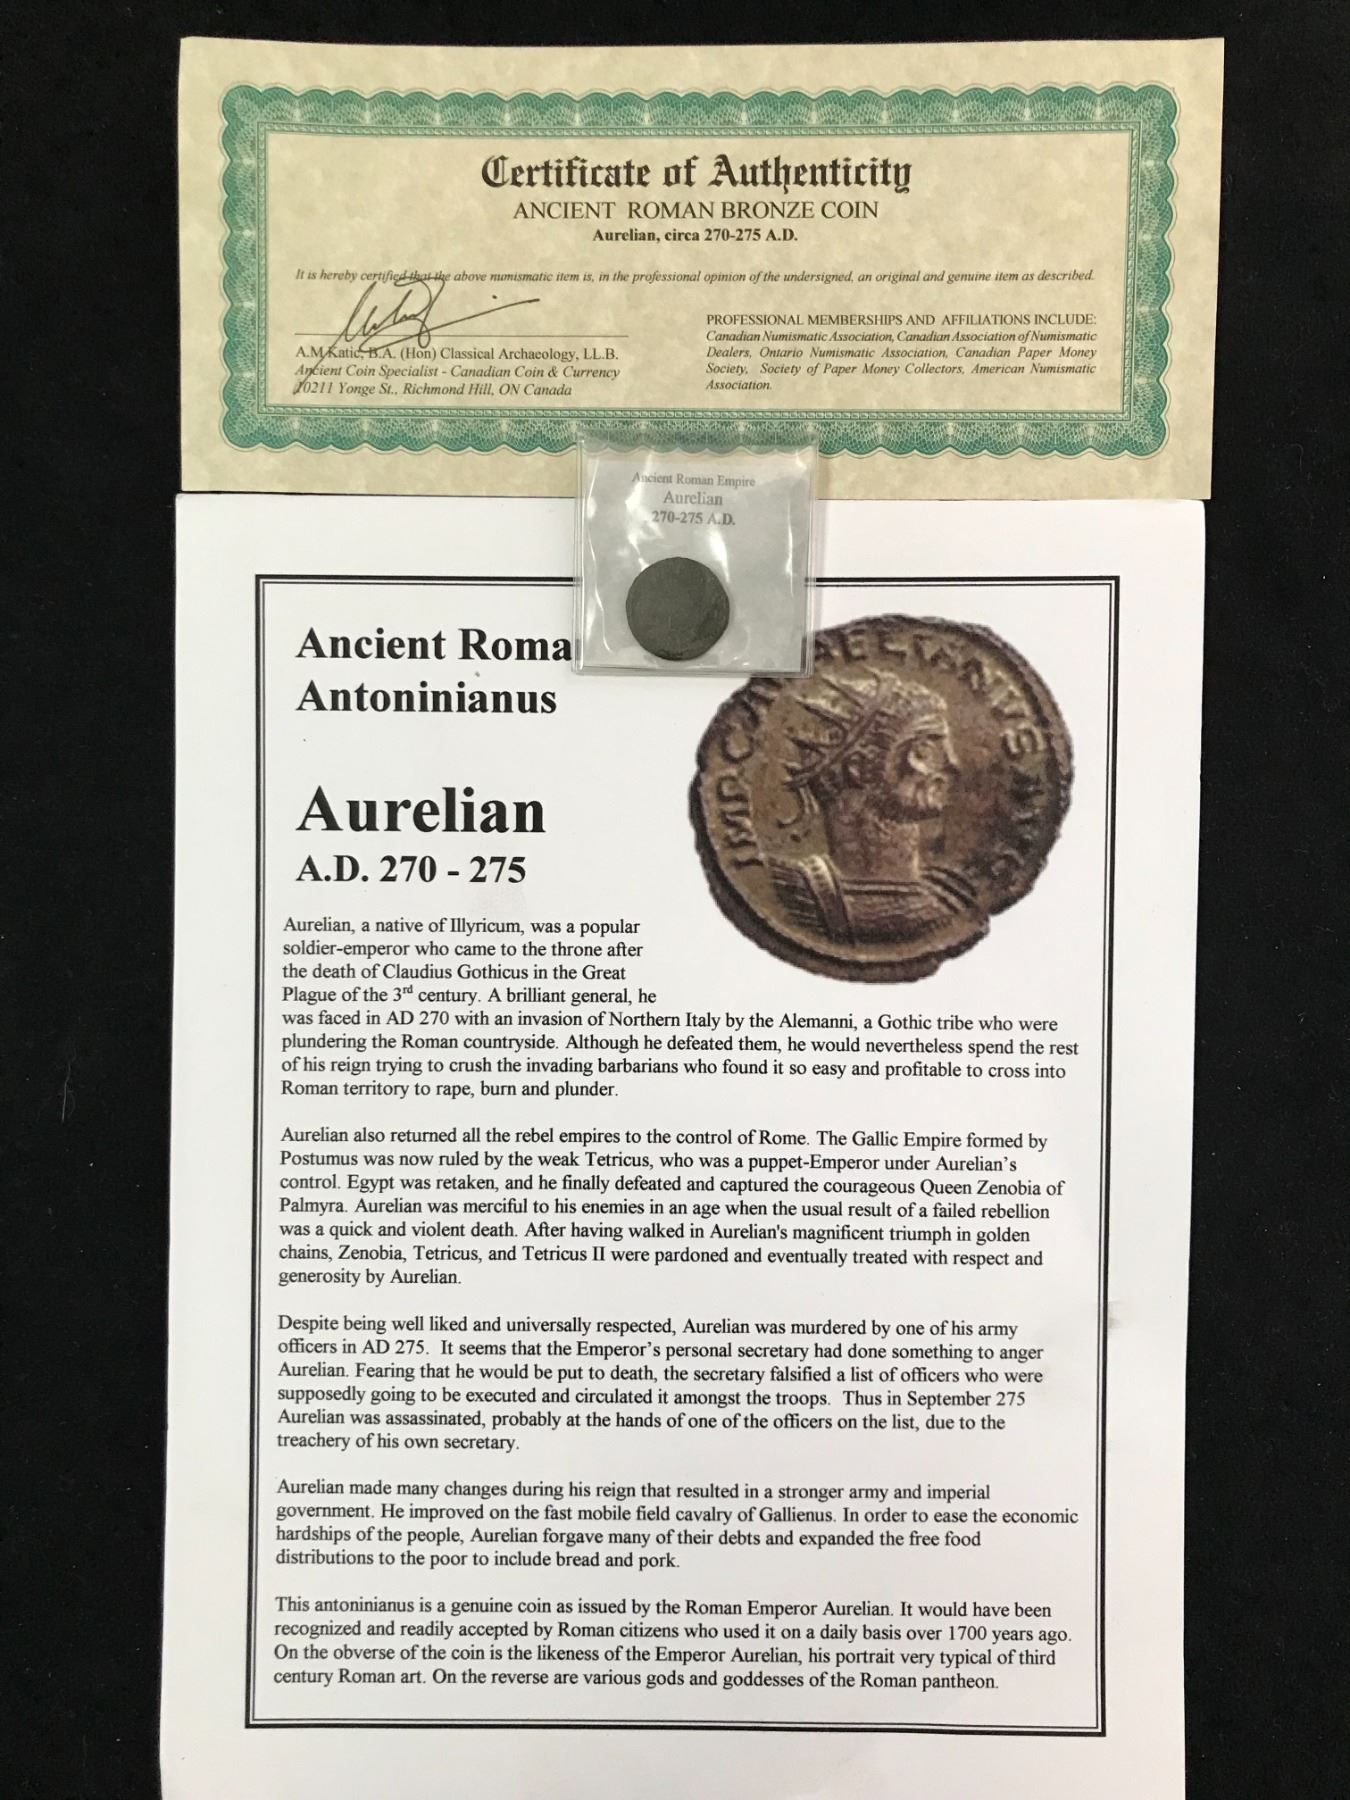 Certificate of Authenticity
ANCIENT ROMAN BRONZE COIN
Aurelian, circa 270-275 A.D.
It is hereby certified that the above numismatic item is, in the professional opinion of the undersigned, an original and genuine item as described.
A.M. Katic, B.A. (Hon) Classical Archaeology, LL.B.
Ancient Coin Specialist - Canadian Coin & Currency
10211 Yonge St., Richmond Hill, ON Canada
PROFESSIONAL MEMBERSHIPS AND AFFILIATIONS INCLUDE:
Canadian Numismatic Association, Canadian Association of Numismatic
Dealers, Ontario Numismatic Association, Canadian Paper Money
Society, Society of Paper Money Collectors, American Numismatic
Association.
Ancient Roman Empire
Aurelian
270-275 A.D.
Ancient Roma
Antoninianus
Aurelian
A.D. 270 - 275
Aurelian, a native of Illyricum, was a popular
soldier-emperor who came to the throne after
the death of Claudius Gothicus in the Great
Plague of the 3rd century. A brilliant general, he
was faced in AD 270 with an invasion of Northern Italy by the Alemanni, a Gothic tribe who were
plundering the Roman countryside. Although he defeated them, he would nevertheless spend the rest
of his reign trying to crush the invading barbarians who found it so easy and profitable to cross into
Roman territory to rape, burn and plunder.
Aurelian also returned all the rebel empires to the control of Rome. The Gallic Empire formed by
Postumus was now ruled by the weak Tetricus, who was a puppet-Emperor under Aurelian's
control. Egypt was retaken, and he finally defeated and captured the courageous Queen Zenobia of
Palmyra. Aurelian was merciful to his enemies in an age when the usual result of a failed rebellion
was a quick and violent death. After having walked in Aurelian's magnificent triumph in golden
chains, Zenobia, Tetricus, and Tetricus II were pardoned and eventually treated with respect and
generosity by Aurelian.
Despite being well liked and universally respected, Aurelian was murdered by one of his army
officers in AD 275. It seems that the Emperor's personal secretary had done something to anger
Aurelian. Fearing that he would be put to death, the secretary falsified a list of officers who were
supposedly going to be executed and circulated it amongst the troops. Thus in September 275
Aurelian was assassinated, probably at the hands of one of the officers on the list, due to the
treachery of his own secretary.
Aurelian made many changes during his reign that resulted in a stronger army and imperial
government. He improved on the fast mobile field cavalry of Gallienus. In order to ease the economic
hardships of the people, Aurelian forgave many of their debts and expanded the free food
distributions to the poor to include bread and pork.
This antoninianus is a genuine coin as issued by the Roman Emperor Aurelian. It would have been
recognized and readily accepted by Roman citizens who used it on a daily basis over 1700 years ago.
On the obverse of the coin is the likeness of the Emperor Aurelian, his portrait very typical of third
century Roman art. On the reverse are various gods and goddesses of the Roman pantheon.